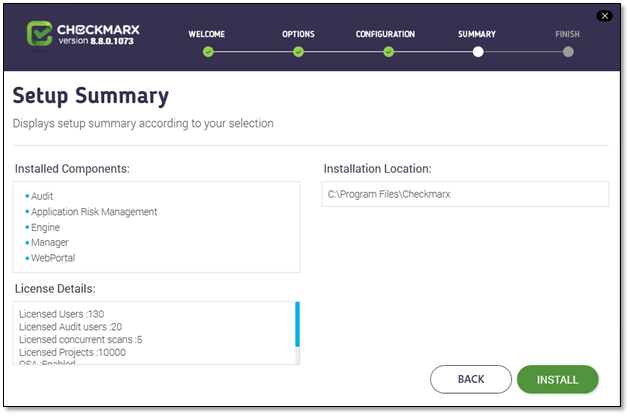 CHECKMARX
version 8.8.0.1073
WELCOME
OPTIONS
CONFIGURATION
SUMMARY
FINISH
Setup Summary
Displays setup summary according to your selection
Installed Components:
Audit
Application Risk Management
Engine
Manager
WebPortal
Installation Location:
C:\Program Files\Checkmarx
License Details:
Licensed Users :130
Licensed Audit users :20
Licensed concurrent scans :5
Licensed Projects :10000
OSA :Enabled
BACK
INSTALL